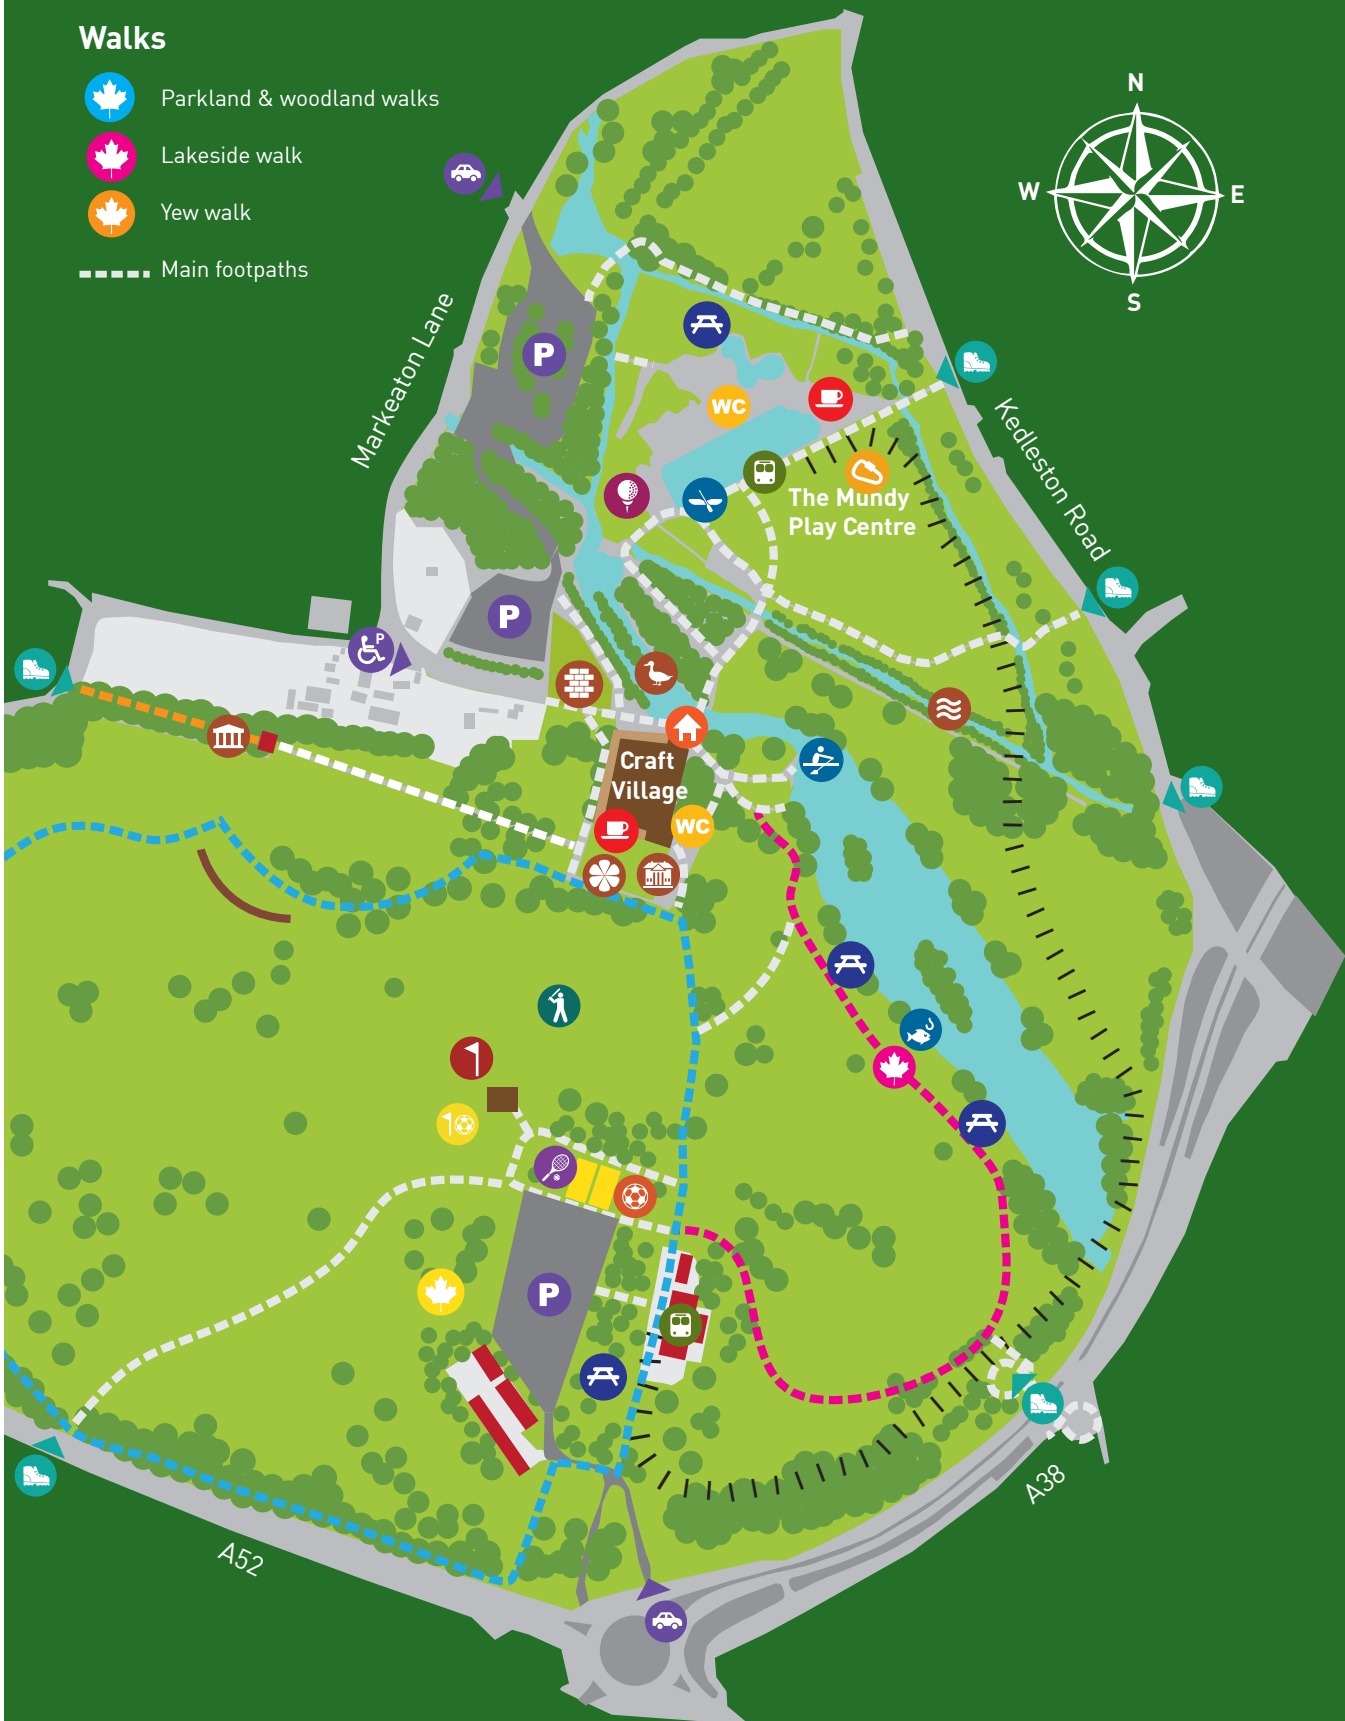 Walks
Parkland & woodland walks
Lakeside walk
Yew walk
Main footpaths
N
W
E
S
Markeaton Lane
Kedleston Road
P
WC
The Mundy
Play Centre
P
P
Craft
Village
WC
P
A38
A52